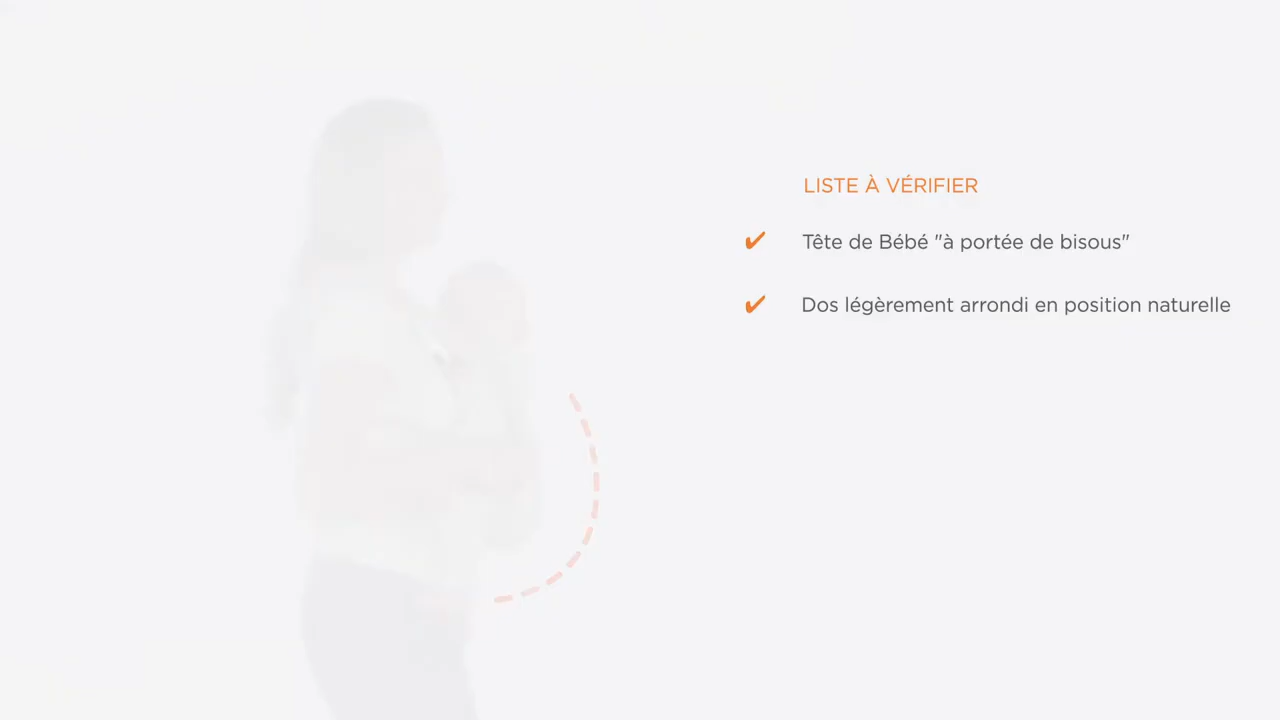 LISTE À VÉRIFIER
✔ Tête de Bébé "à portée de bisous"
✔ Dos légèrement arrondi en position naturelle